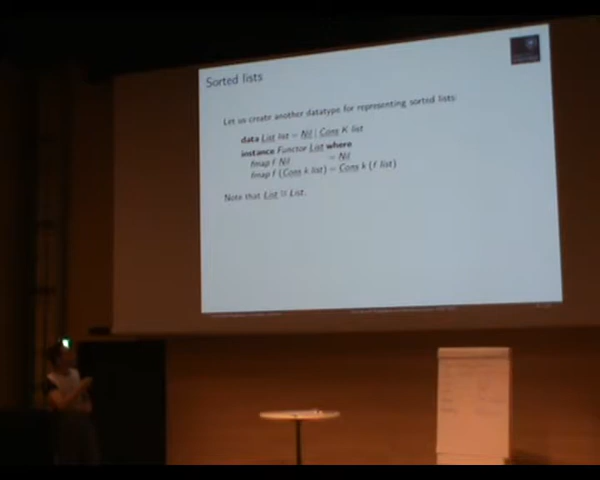 Sorted lists
Let us create another datatype for representing sorted lists:
data List list = Nil | Cons K list
instance Functor List where
fmap f Nil = Nil
fmap f (Cons k list) = Cons k (f list)
Note that List ≅ List.